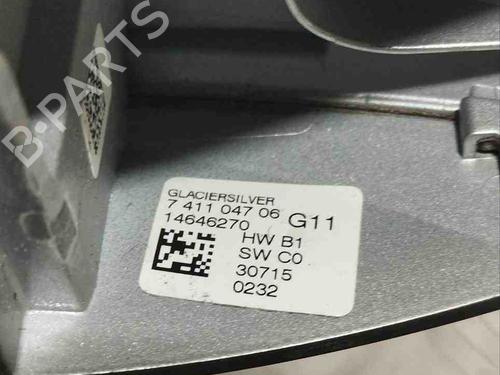 B-PARTS
GLACIERSILVER
7 411 047 06 G11
14646270
HW B1
SW C0
30715
0232